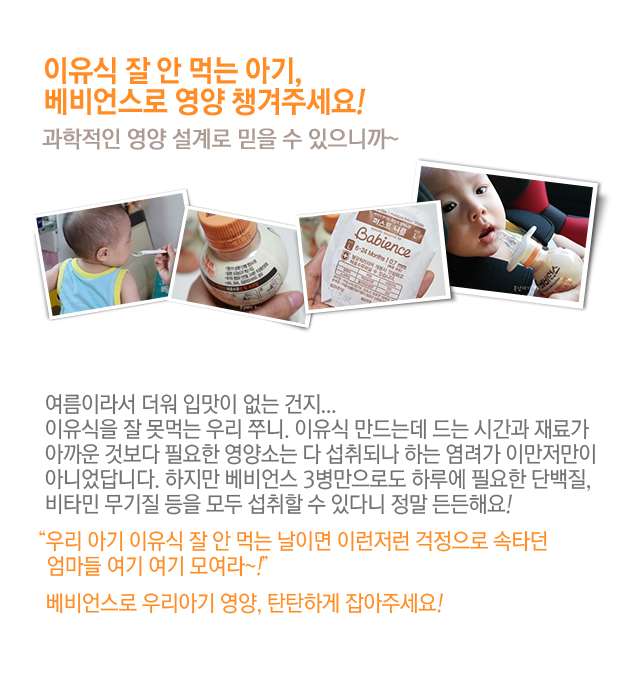 이유식 잘 안 먹는 아기,
베비언스로 영양 챙겨주세요!
과학적인 영양 설계로 믿을 수 있으니까~
퍼스트 밀
Babience
6-24 Months
여름이라서 더워 입맛이 없는 건지...
이유식을 잘 못먹는 우리 쭈니. 이유식 만드는데 드는 시간과 재료가
아까운 것보다 필요한 영양소는 다 섭취되나 하는 염려가 이만저만이
아니었답니다. 하지만 베비언스 3병만으로도 하루에 필요한 단백질,
비타민 무기질 등을 모두 섭취할 수 있다니 정말 든든해요!
“우리 아기 이유식 잘 안 먹는 날이면 이런저런 걱정으로 속타던
엄마들 여기 여기 모여라~!”
베비언스로 우리아기 영양, 탄탄하게 잡아주세요!